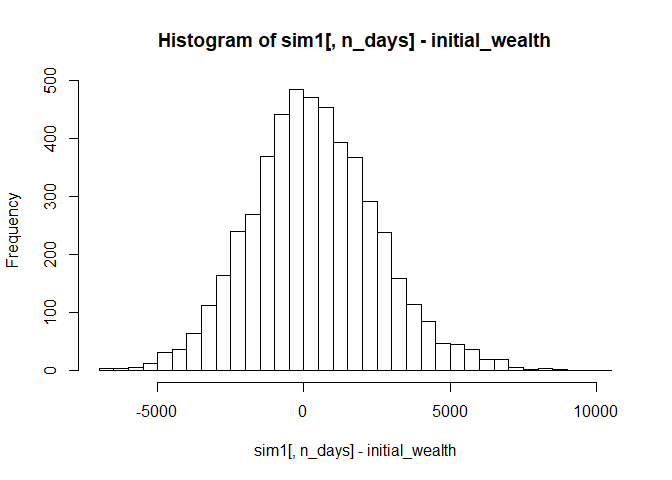 Histogram of sim1[, n_days] - initial_wealth
Frequency
500
400
300
200
100
0
-5000 0 5000 10000
sim1[, n_days] - initial_wealth